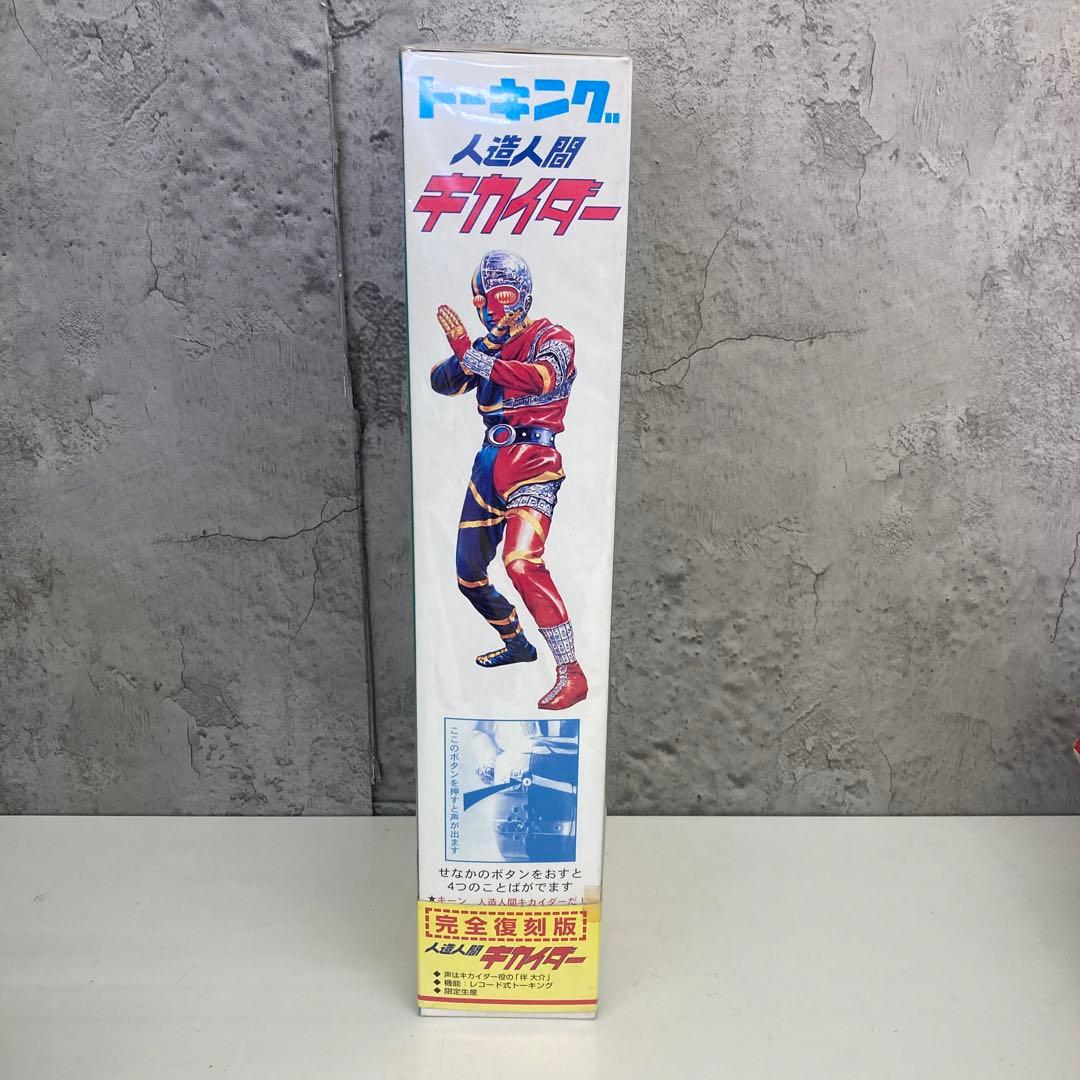 トーキング
人造人間
キカイダー
ここのボタンを押すと声が出ます
せなかのボタンをおすと
4つのことばがでます
★キーン 人造人間キカイダーだ!
完全復刻版
人造人間キカイダー
◆声はキカイダー役の「伴 大介」
◆機能:レコード式トーキング
◆限定生産